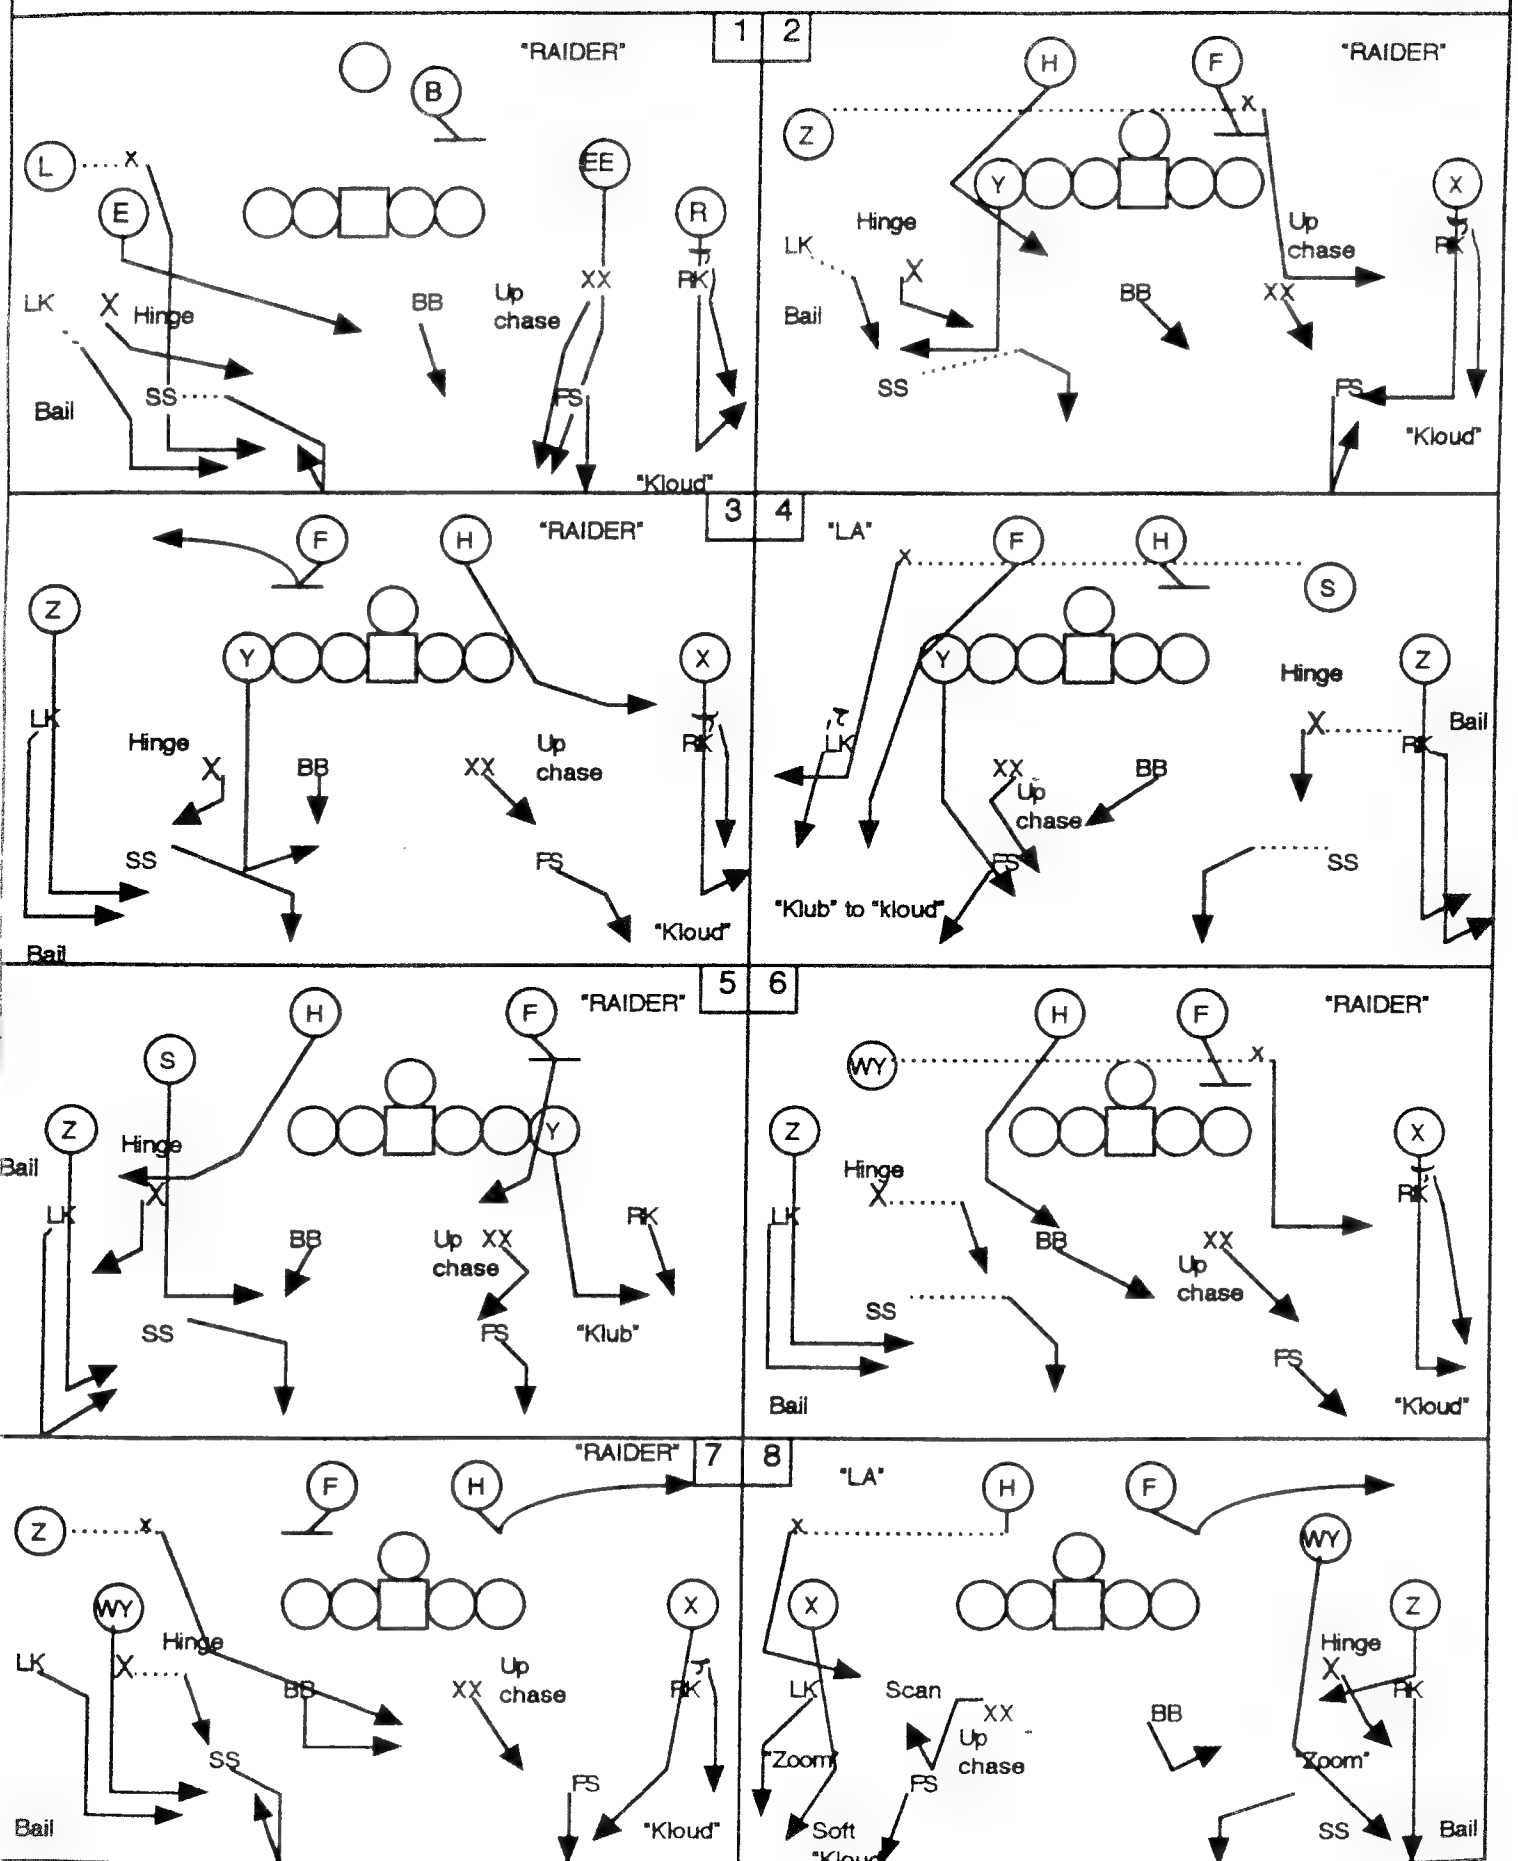 1
"RAIDER"
B
L
x
EE
E
R
LK
X
Hinge
BB
Up
chase
XX
RK
SS
FS
Bail
"Kloud"
2
"RAIDER"
H
F
x
Z
Y
X
Hinge
LK
X
Up
chase
RK
Bail
BB
XX
SS
FS
"Kloud"
3
"RAIDER"
F
H
Z
Y
X
LK
Hinge
X
BB
XX
Up
chase
RK
SS
FS
"Kloud"
Bail
4
"LA"
F
H
x
S
Y
Z
Hinge
LK
X
Bail
RK
XX
Up
chase
BB
FS
SS
"Klub" to "kloud"
5
"RAIDER"
H
F
S
Z
Y
Hinge
Bail
X
LK
BB
Up
chase
XX
RK
SS
FS
"Klub"
6
"RAIDER"
H
F
WY
x
Z
X
Hinge
X
RK
LK
BB
XX
Up
chase
SS
FS
Bail
"Kloud"
7
"RAIDER"
F
H
Z
x
WY
X
Hinge
LK
X
BB
XX
Up
chase
RK
SS
FS
Bail
"Kloud"
8
"LA"
H
F
x
WY
X
Z
Hinge
X
LK
Scan
RK
XX
BB
Up
chase
"Zoom"
FS
"Zoom"
Soft
"Kloud
SS
Bail